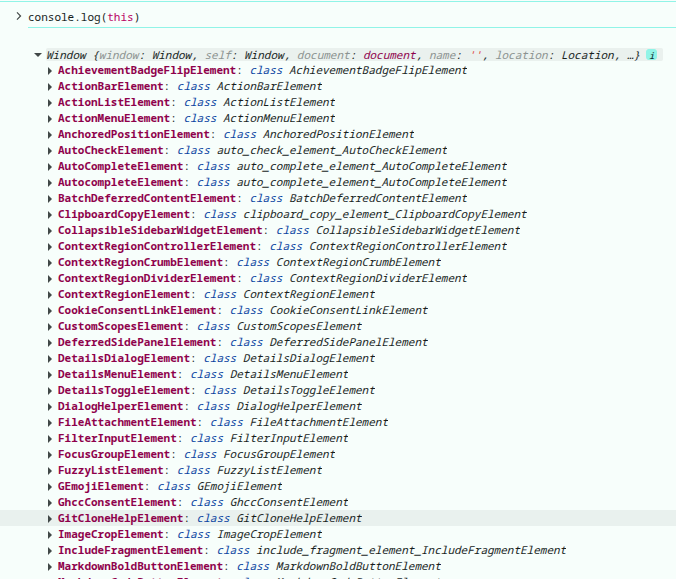 console.log(this)
Window {window: Window, self: Window, document: document, name: '', location: Location, …} i
AchievementBadgeFlipElement: class AchievementBadgeFlipElement
ActionBarElement: class ActionBarElement
ActionListElement: class ActionListElement
ActionMenuElement: class ActionMenuElement
AnchoredPositionElement: class AnchoredPositionElement
AutoCheckElement: class auto_check_element_AutoCheckElement
AutoCompleteElement: class auto_complete_element_AutoCompleteElement
AutocompleteElement: class auto_complete_element_AutoCompleteElement
BatchDeferredContentElement: class BatchDeferredContentElement
ClipboardCopyElement: class clipboard_copy_element_ClipboardCopyElement
CollapsibleSidebarWidgetElement: class CollapsibleSidebarWidgetElement
ContextRegionControllerElement: class ContextRegionControllerElement
ContextRegionCrumbElement: class ContextRegionCrumbElement
ContextRegionDividerElement: class ContextRegionDividerElement
ContextRegionElement: class ContextRegionElement
CookieConsentLinkElement: class CookieConsentLinkElement
CustomScopesElement: class CustomScopesElement
DeferredSidePanelElement: class DeferredSidePanelElement
DetailsDialogElement: class DetailsDialogElement
DetailsMenuElement: class DetailsMenuElement
DetailsToggleElement: class DetailsToggleElement
DialogHelperElement: class DialogHelperElement
FileAttachmentElement: class FileAttachmentElement
FilterInputElement: class FilterInputElement
FocusGroupElement: class FocusGroupElement
FuzzyListElement: class FuzzyListElement
GEmojiElement: class GEmojiElement
GhccConsentElement: class GhccConsentElement
GitCloneHelpElement: class GitCloneHelpElement
ImageCropElement: class ImageCropElement
IncludeFragmentElement: class include_fragment_element_IncludeFragmentElement
MarkdownBoldButtonElement: class MarkdownBoldButtonElement